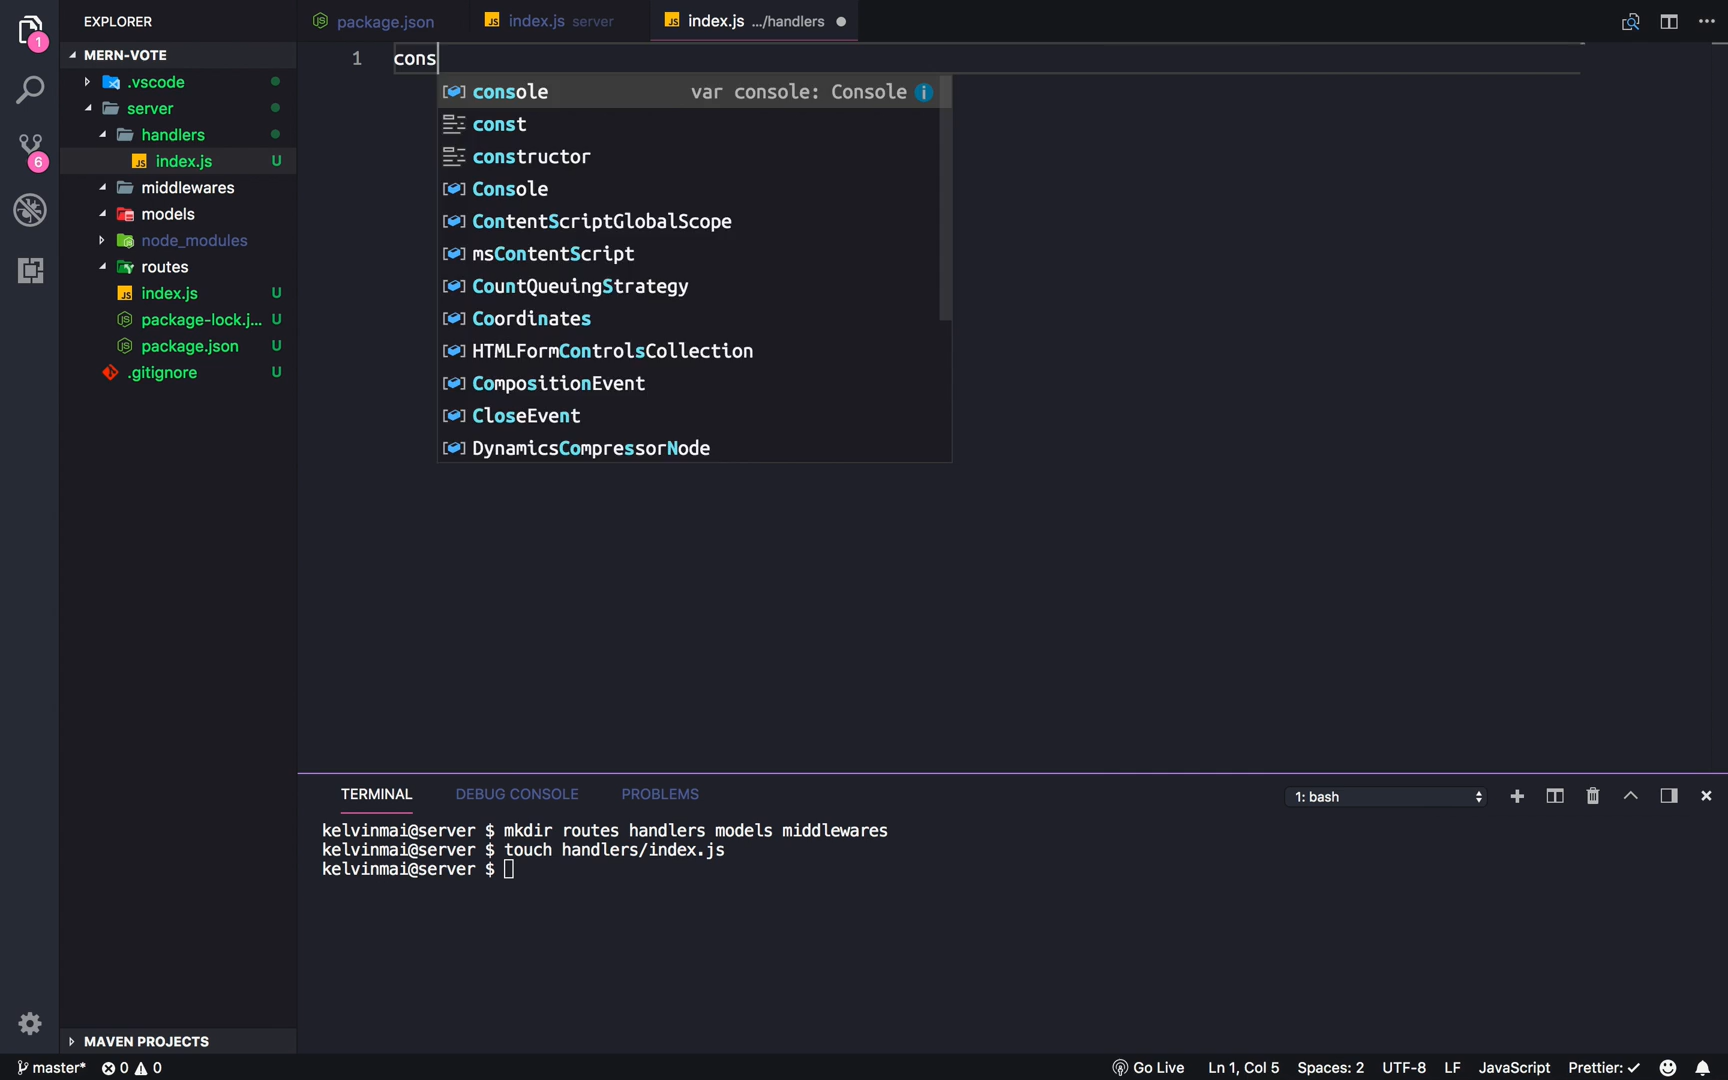 EXPLORER
package.json
index.js server
index.js .../handlers
1
MERN-VOTE
.vscode
server
handlers
index.js U
middlewares
models
node_modules
routes
index.js U
package-lock.j... U
package.json U
.gitignore U
6
1 cons
console var console: Console
const
constructor
Console
ContentScriptGlobalScope
msContentScript
CountQueuingStrategy
Coordinates
HTMLFormControlsCollection
CompositionEvent
CloseEvent
DynamicsCompressorNode
TERMINAL DEBUG CONSOLE PROBLEMS 1: bash
kelvinmai@server $ mkdir routes handlers models middlewares
kelvinmai@server $ touch handlers/index.js
kelvinmai@server $
MAVEN PROJECTS
master* 0 0 Go Live Ln 1, Col 5 Spaces: 2 UTF-8 LF JavaScript Prettier: ✓